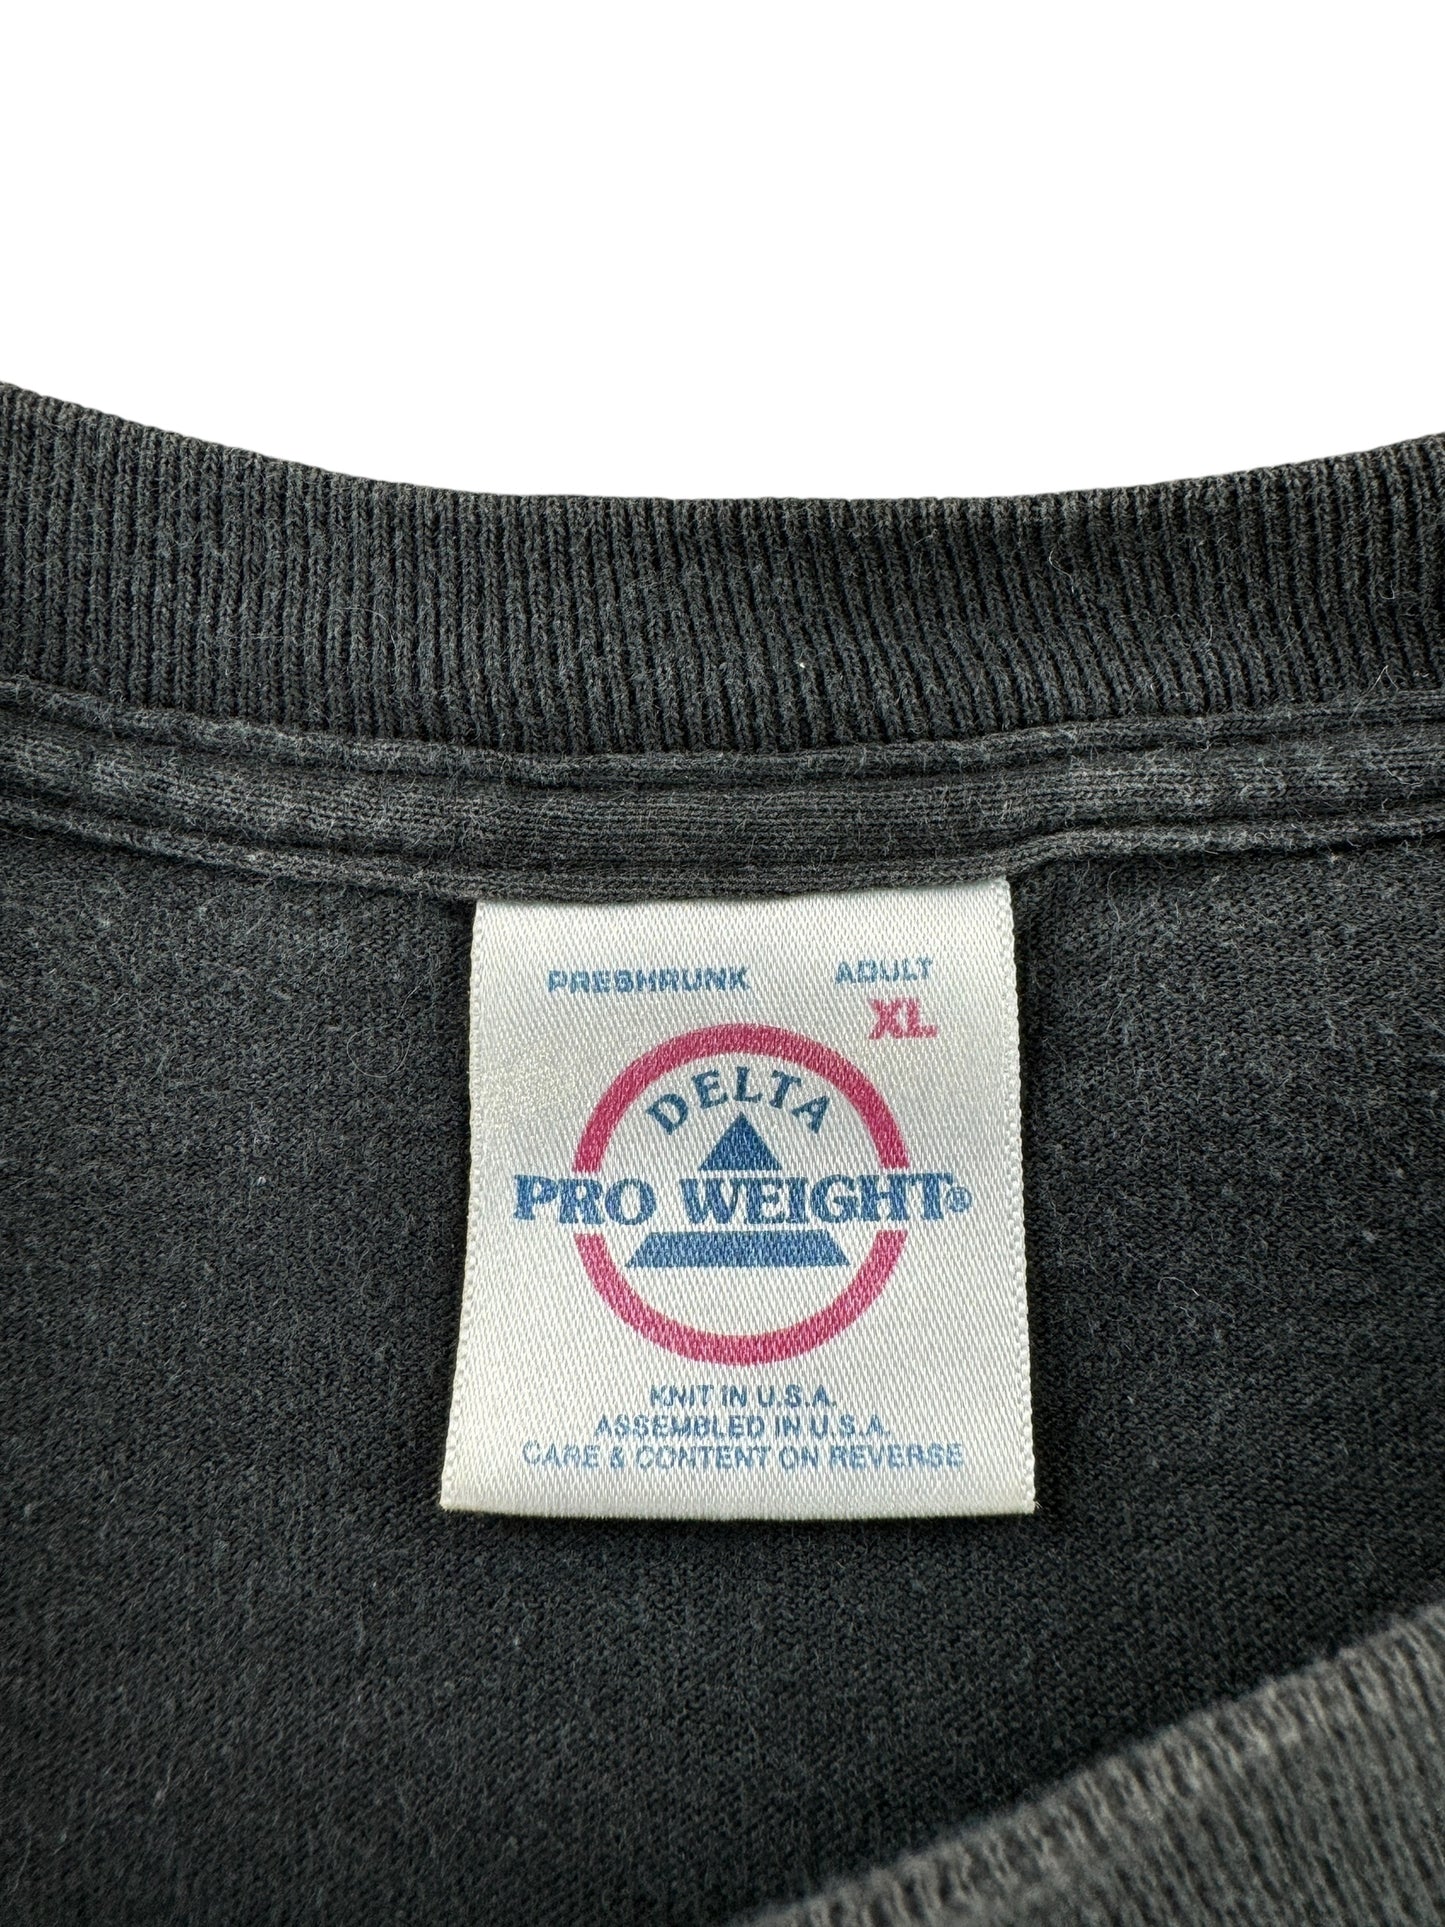 PRESHRUNK ADULT
XL
DELTA
PRO WEIGHT®
KNIT IN U.S.A.
ASSEMBLED IN U.S.A.
CARE & CONTENT ON REVERSE